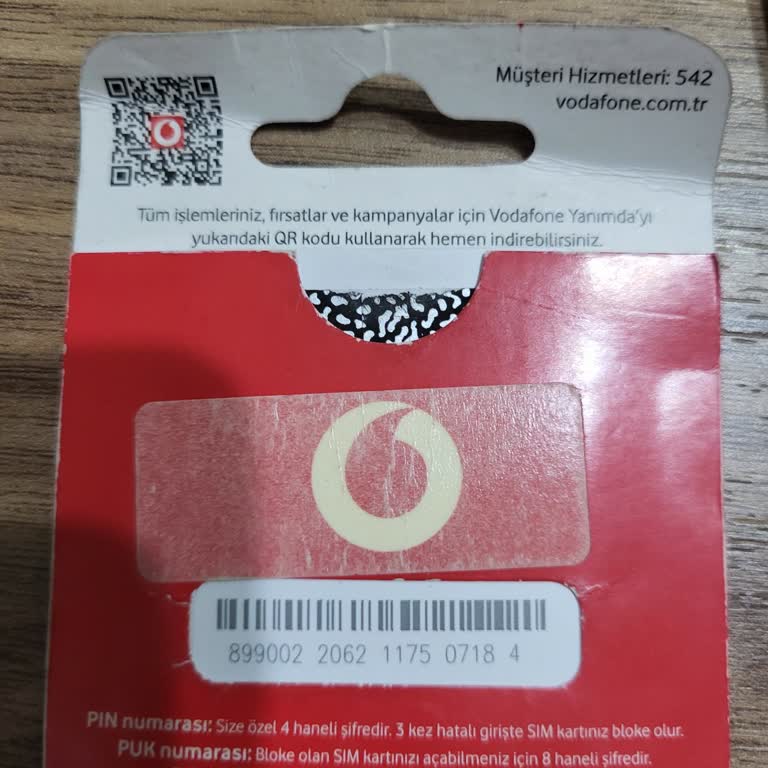 Müşteri Hizmetleri: 542
vodafone.com.tr
Tüm işlemleriniz, fırsatlar ve kampanyalar için Vodafone Yanımda'yı
yukarıdaki QR kodu kullanarak hemen indirebilirsiniz.
899002 2062 1175 0718 4
PIN numarası: Size özel 4 haneli şifredir. 3 kez hatalı girişte SIM kartınız bloke olur.
PUK numarası: Bloke olan SIM kartınızı açabilmeniz için 8 haneli şifredir.